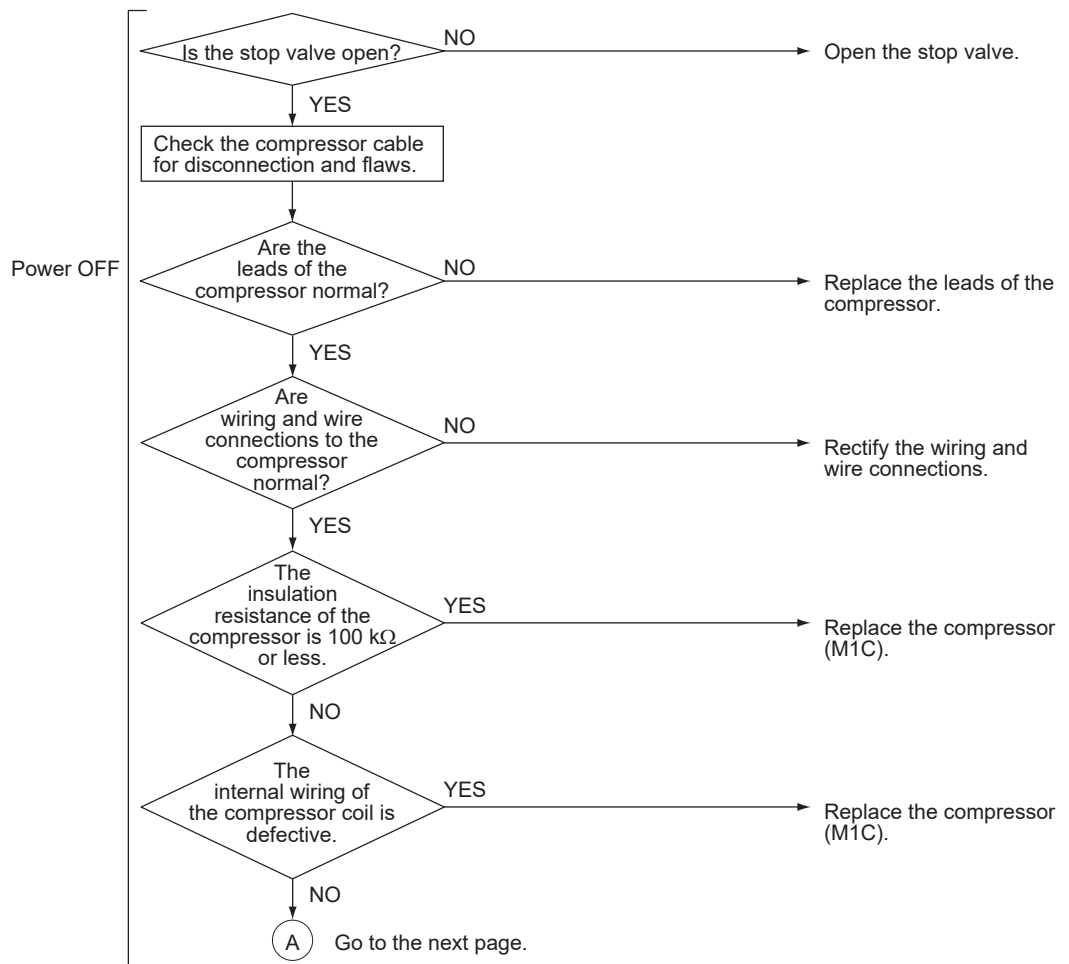 Is the stop valve open?
NO
Open the stop valve.
YES
Check the compressor cable
for disconnection and flaws.
Power OFF
Are the
leads of the
compressor normal?
NO
Replace the leads of the
compressor.
YES
Are
wiring and wire
connections to the
compressor
normal?
NO
Rectify the wiring and
wire connections.
YES
The
insulation
resistance of the
compressor is 100 kΩ
or less.
YES
Replace the compressor
(M1C).
NO
The
internal wiring of
the compressor coil is
defective.
YES
Replace the compressor
(M1C).
NO
A
Go to the next page.